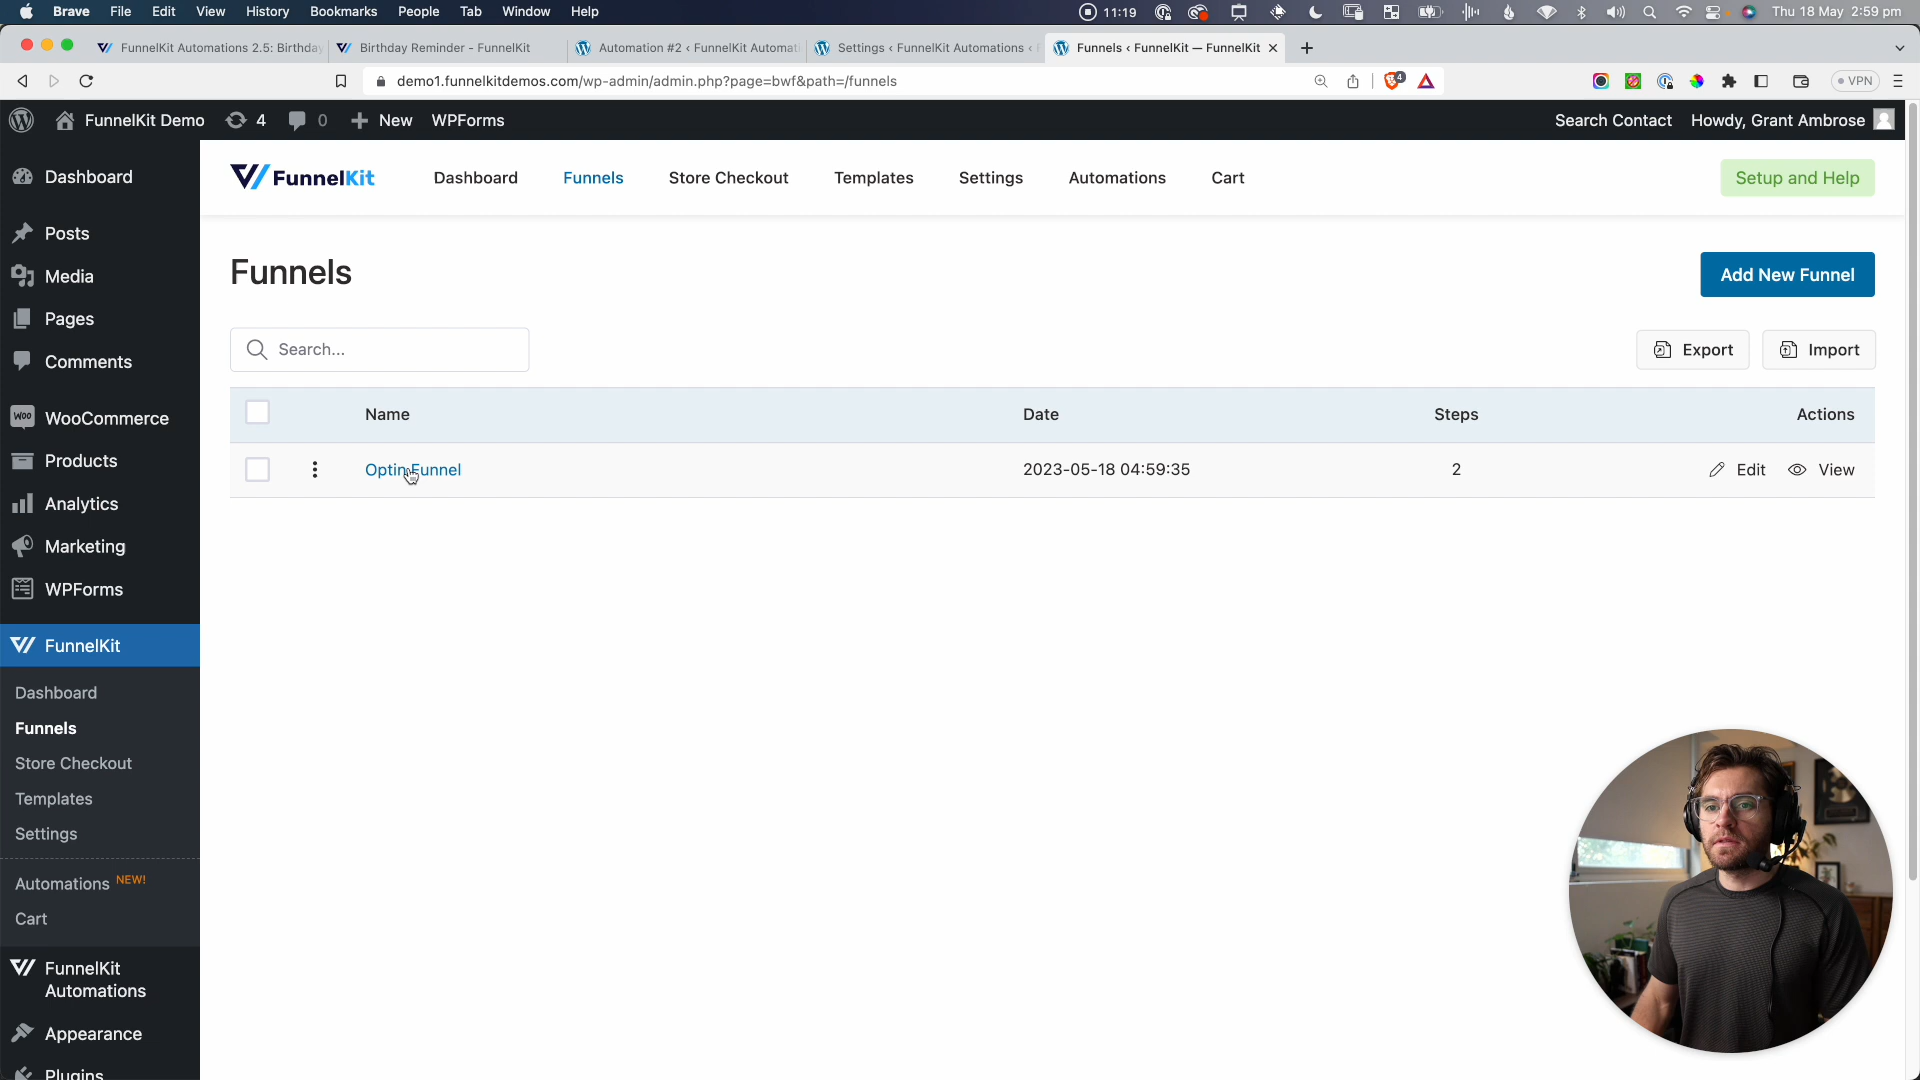 Brave File Edit View History Bookmarks People Tab Window Help 11:19 Thu 18 May 2:59 pm
FunnelKit Automations 2.5: Birthday Birthday Reminder - FunnelKit Automation #2 ‹ FunnelKit Automati Settings ‹ FunnelKit Automations ‹ F Funnels ‹ FunnelKit — FunnelKit
demo1.funnelkitdemos.com/wp-admin/admin.php?page=bwf&path=/funnels 4 VPN
FunnelKit Demo 4 0 New WPForms Search Contact Howdy, Grant Ambrose
Dashboard
Posts
Media
Pages
Comments
WooCommerce
Products
Analytics
Marketing
WPForms
FunnelKit
Dashboard
Funnels
Store Checkout
Templates
Settings
Automations NEW!
Cart
FunnelKit
Automations
Appearance
Plugins
FunnelKit Dashboard Funnels Store Checkout Templates Settings Automations Cart Setup and Help
Funnels Add New Funnel
Search... Export Import
Name Date Steps Actions
Optin Funnel 2023-05-18 04:59:35 2 Edit View